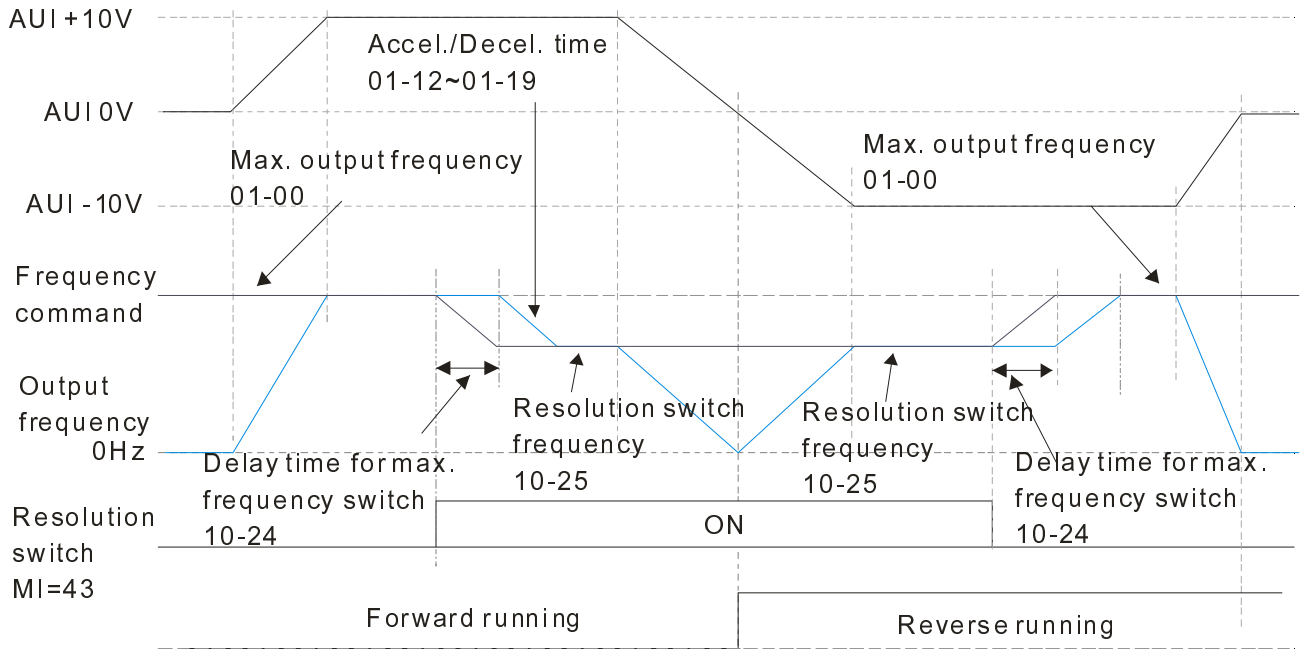 AUI +10V
Accel./Decel. time
01-12~01-19
AUI 0V
Max. output frequency
01-00
Max. output frequency
01-00
AUI -10V
Frequency
command
Output
frequency
0Hz
Resolution switch
frequency
10-25
Resolution switch
frequency
10-25
Delay time for max.
frequency switch
10-24
Delay time for max.
frequency switch
10-24
Resolution
switch
MI=43
ON
Forward running
Reverse running